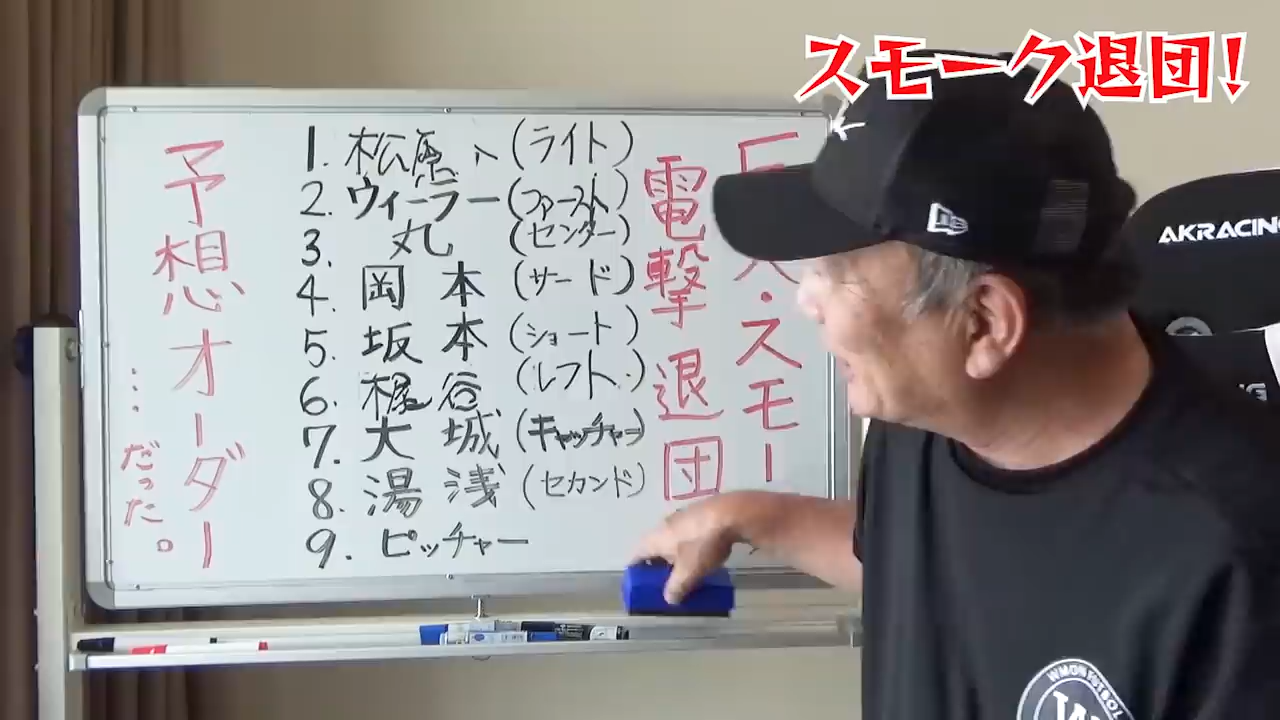 スモーク退団!
巨人・スモー
電撃退団
1. 松原 (ライト)
2. ウィーラー (ファースト)
3. 丸 (センター)
4. 岡本 (サード)
5. 坂本 (ショート)
6. 梶谷 (レフト)
7. 大城 (キャッチャー)
8. 湯浅 (セカンド)
9. ピッチャー
予想オーダー
…だった。
AKRACING